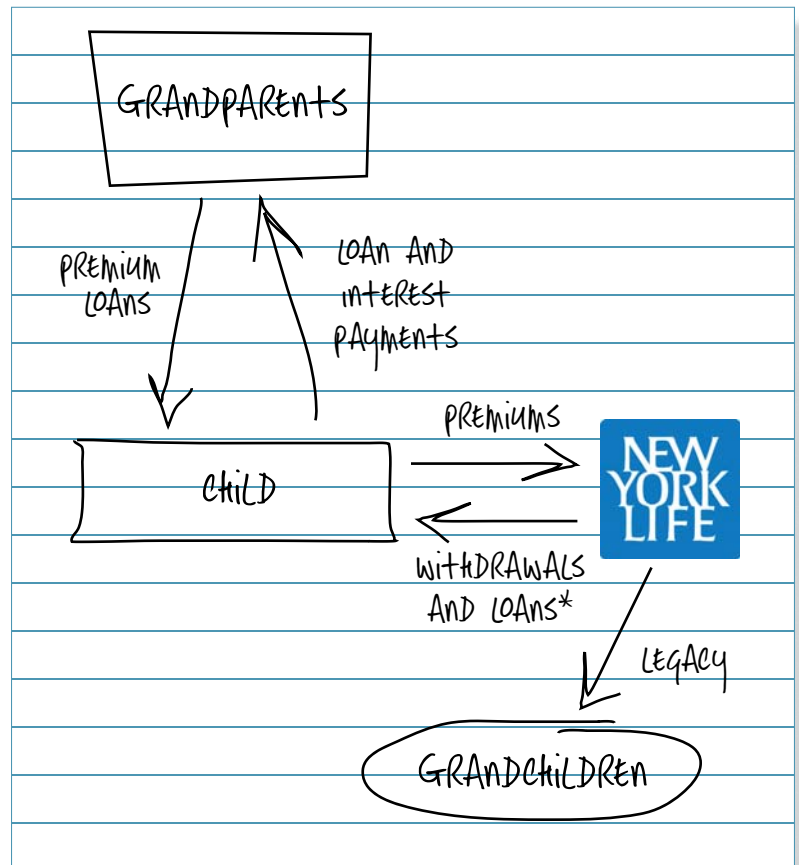 GRANDPARENTS
PREMIUM
LOANS
LOAN AND
INTEREST
PAYMENTS
PREMIUMS
CHILD
NEW
YORK
LIFE
WITHDRAWALS
AND LOANS*
LEGACY
GRANDCHILDREN